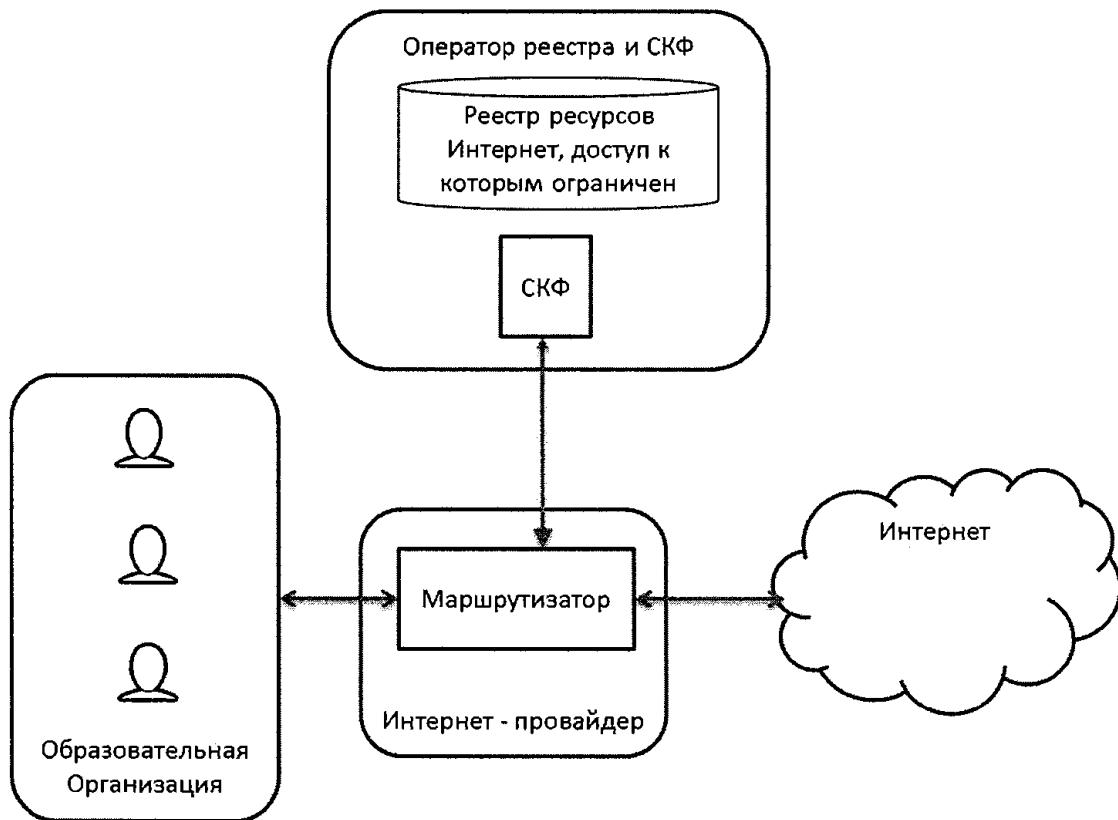 Оператор реестра и СКФ
Реестр ресурсов
Интернет, доступ к
которым ограничен
СКФ
Интернет
Маршрутизатор
Интернет - провайдер
Образовательная
Организация